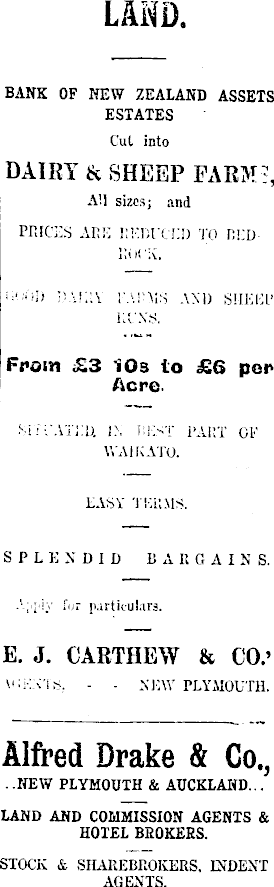 LAND.
BANK OF NEW ZEALAND ASSETS
ESTATES
Cut into
DAIRY & SHEEP FARMS,
All sizes; and
PRICES ARE REDUCED TO BED-
ROCK.
GOOD DAIRY FARMS AND SHEEP
RUNS.
From £3 10s to £6 per
Acre.
SITUATED IN BEST PART OF
WAIKATO.
EASY TERMS.
SPLENDID BARGAINS.
Apply for particulars.
E. J. CARTHEW & CO.'
AGENTS, - - NEW PLYMOUTH.
Alfred Drake & Co.,
..NEW PLYMOUTH & AUCKLAND...
LAND AND COMMISSION AGENTS &
HOTEL BROKERS.
STOCK & SHAREBROKERS, INDENT
AGENTS.